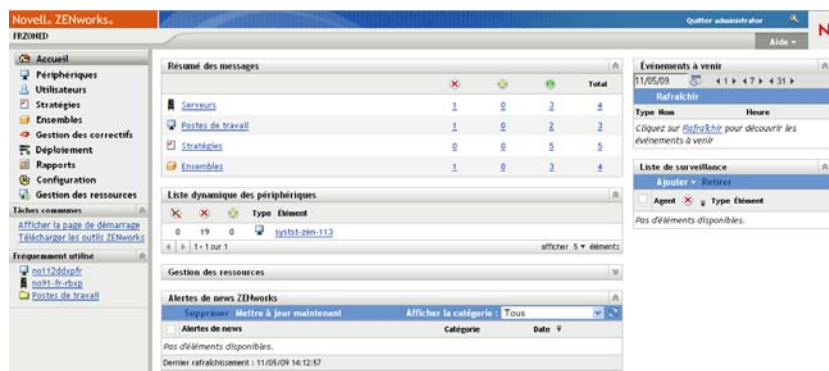 Novell® ZENworks®
Quitter administrator
FRZONED
N
Aide
Accueil
Périphériques
Utilisateurs
Stratégies
Ensembles
Gestion des correctifs
Déploiement
Rapports
Configuration
Gestion des ressources
Tâches communes
Afficher la page de démarrage
Télécharger les outils ZENworks
Fréquemment utilisé
no112ddxpfr
no91-fr-rbxp
Postes de travail
Résumé des messages
Total
Serveurs 1 0 3 4
Postes de travail 1 0 2 3
Stratégies 0 0 5 5
Ensembles 1 0 3 4
Liste dynamique des périphériques
Type Élément
0 19 0 systst-zen-113
1 - 1 sur 1 afficher 5 éléments
Gestion des ressources
Alertes de news ZENworks
Supprimer Mettre à jour maintenant Afficher la catégorie : Tous
Alertes de news Catégorie Date
Pas d'éléments disponibles.
Dernier rafraîchissement : 11/05/09 14:12:57
Événements à venir
11/05/09 1 7 31
Rafraîchir
Type Nom Heure
Cliquez sur Rafraîchir pour découvrir les
événements à venir
Liste de surveillance
Ajouter Retirer
Agent Type Élément
Pas d'éléments disponibles.